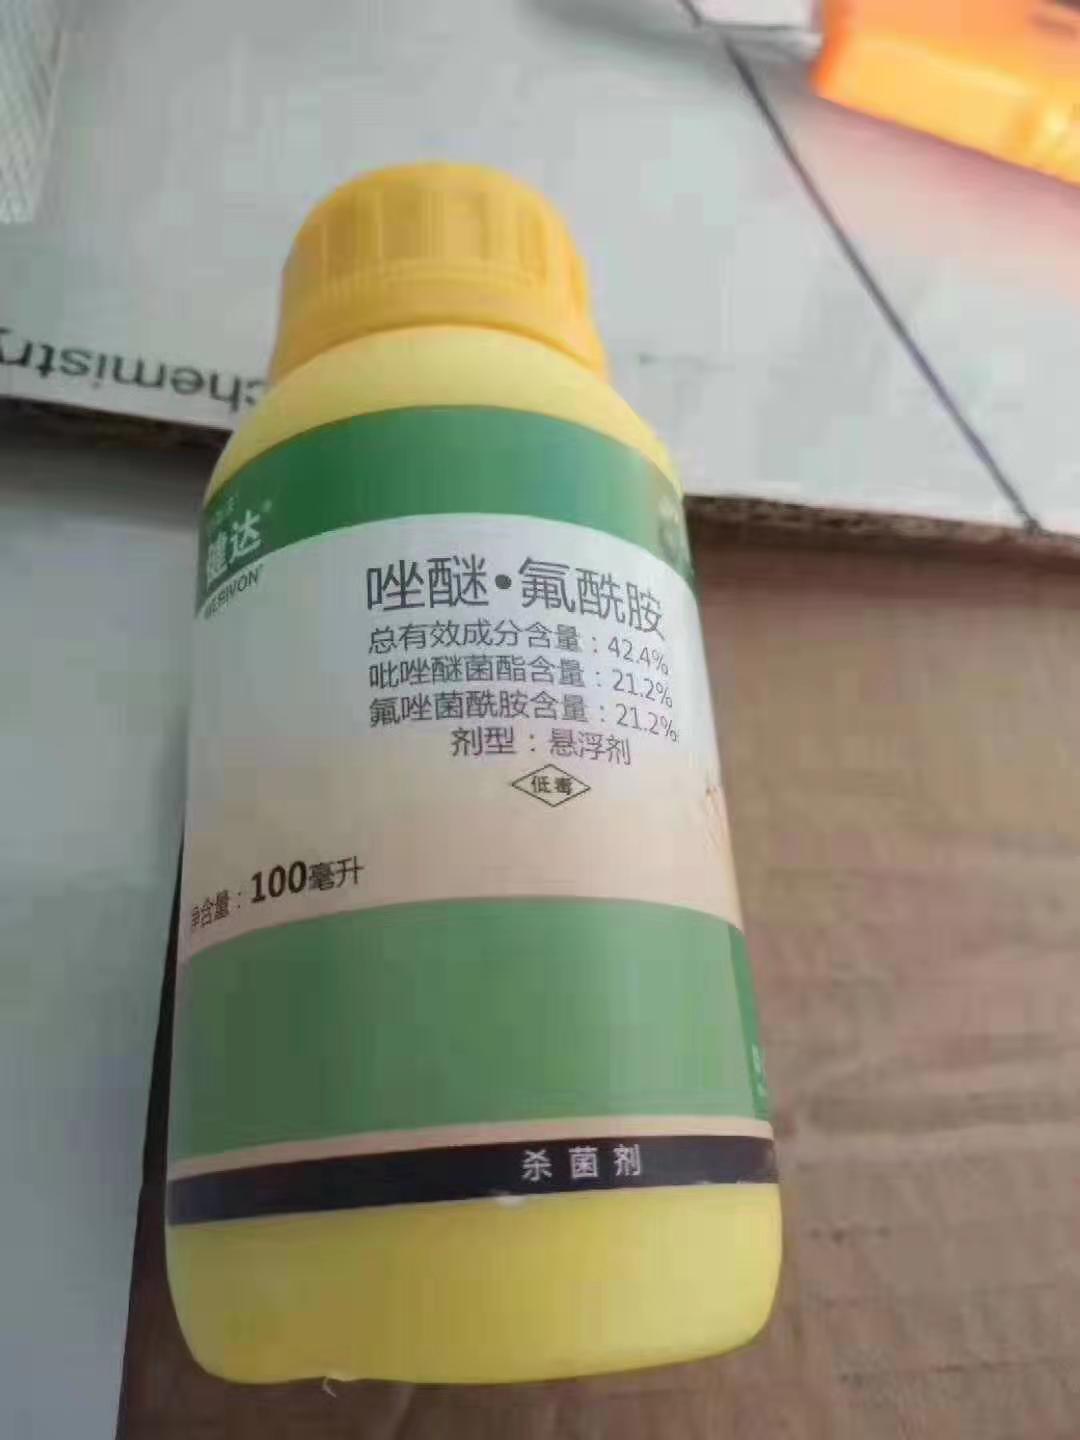 chemistry
健达®
MERIVON®
唑醚·氟酰胺
总有效成分含量：42.4%
吡唑醚菌酯含量：21.2%
氟唑菌酰胺含量：21.2%
剂型：悬浮剂
低毒
净含量：100毫升
杀菌剂